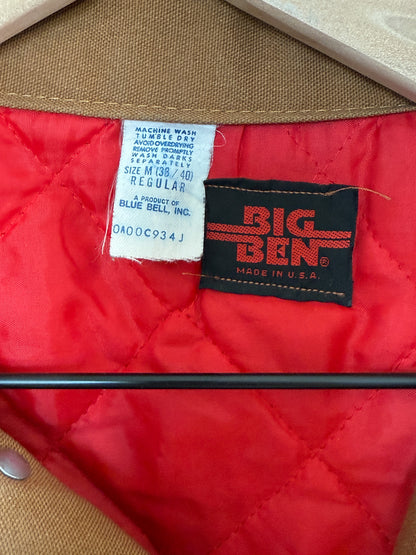 MACHINE WASH
TUMBLE DRY
AVOID OVERDRYING
REMOVE PROMPTLY
WASH DARKS
SEPARATELY
SIZE M (38 / 40)
REGULAR
A PRODUCT OF
BLUE BELL, INC.
0A00C934J
BIG
BEN®
MADE IN U.S.A.